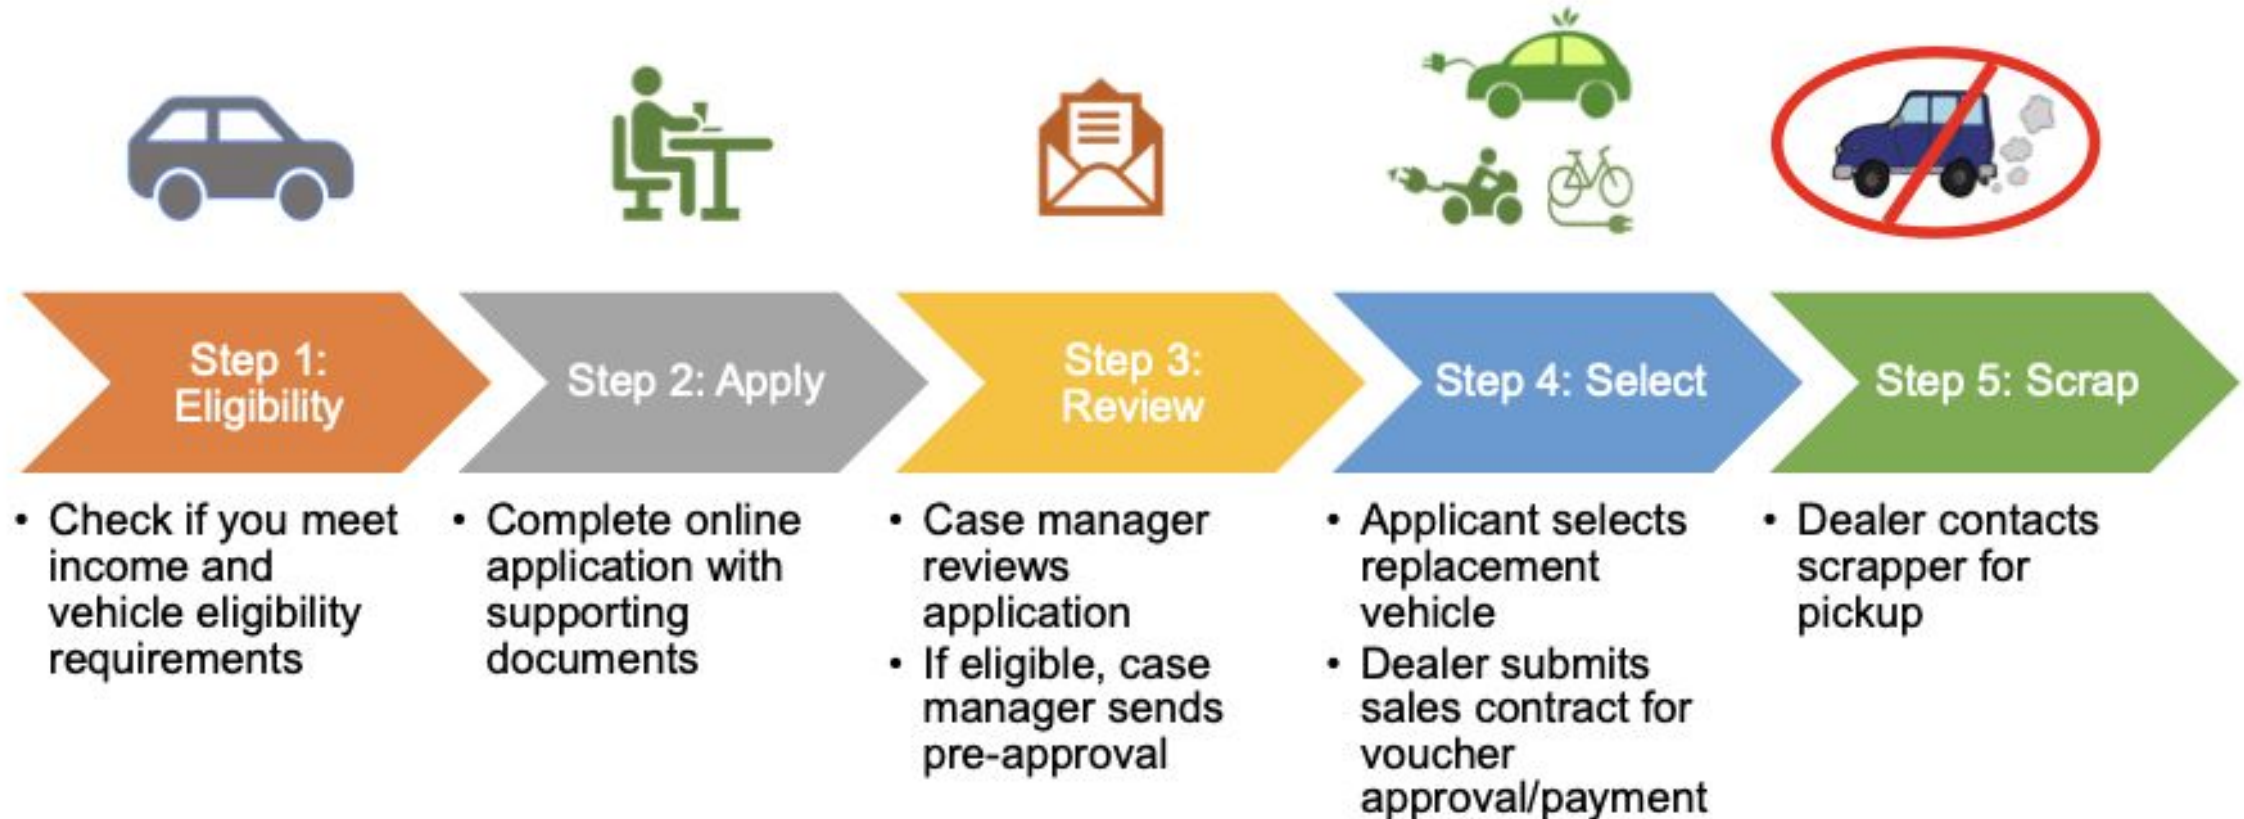 Step 1:
Eligibility
Step 2: Apply
Step 3:
Review
Step 4: Select
Step 5: Scrap
• Check if you meet
income and
vehicle eligibility
requirements
• Complete online
application with
supporting
documents
• Case manager
reviews
application
• If eligible, case
manager sends
pre-approval
• Applicant selects
replacement
vehicle
• Dealer submits
sales contract for
voucher
approval/payment
• Dealer contacts
scrapper for
pickup